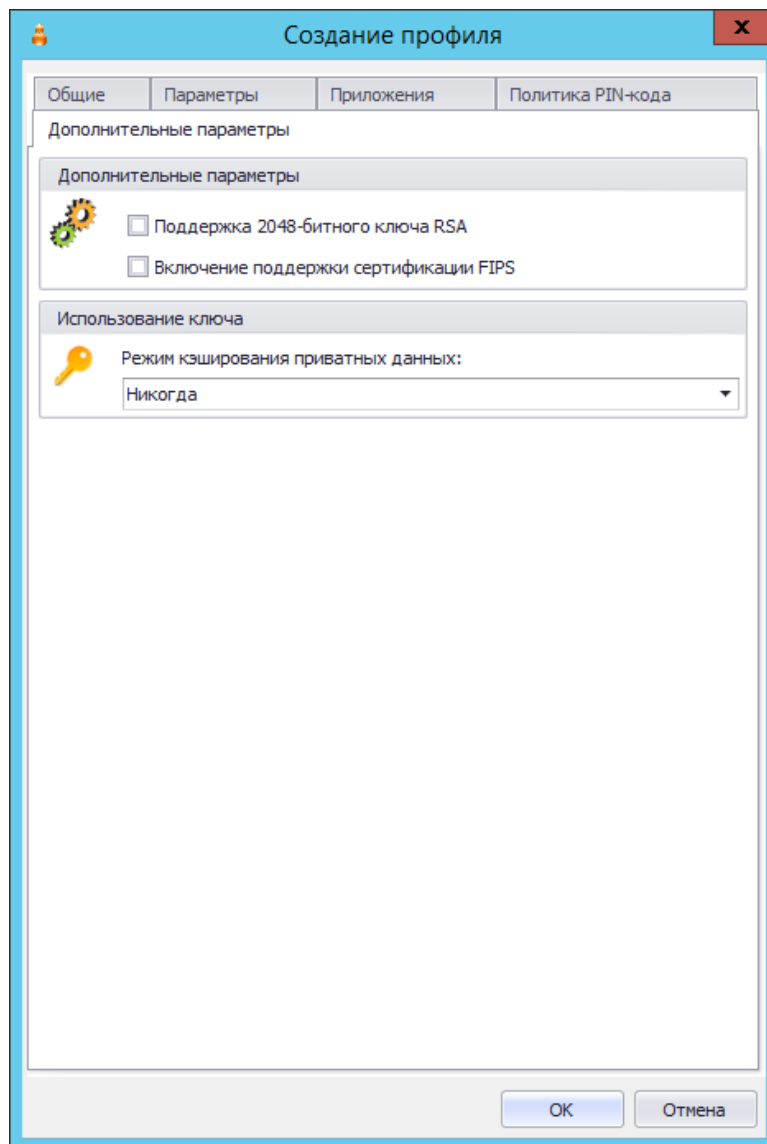 Создание профиля
x
Общие Параметры Приложения Политика PIN-кода
Дополнительные параметры
Дополнительные параметры
Поддержка 2048-битного ключа RSA
Включение поддержки сертификации FIPS
Использование ключа
Режим кэширования приватных данных:
Никогда
OK Отмена